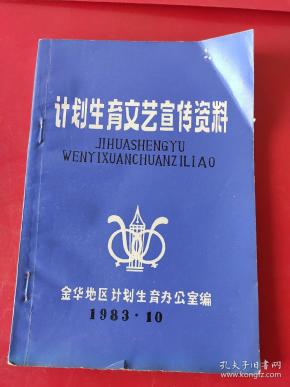 计划生育文艺宣传资料
JIHUASHENGYU
WENYIXUANCHUANZILIAO
金华地区计划生育办公室编
1983·10
孔夫子旧书网